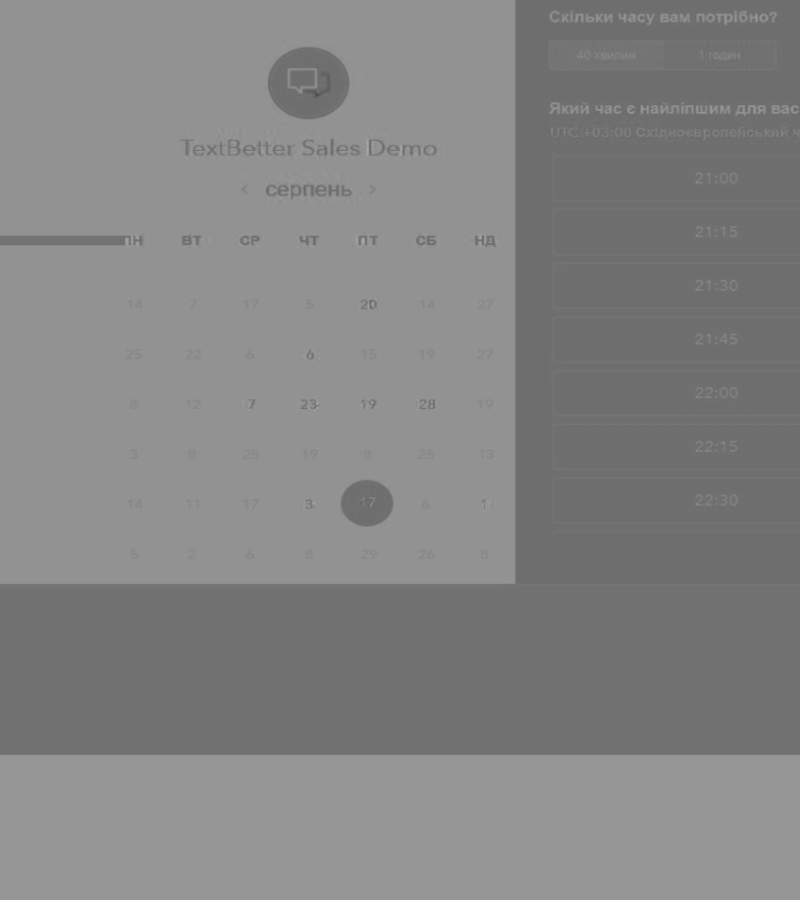 TextBetter Sales Demo
‹ серпень ›
ПН ВТ СР ЧТ ПТ СБ НД
14 7 17 5 20 14 27
25 22 6 6 15 19 27
8 12 7 23 19 28 19
3 8 25 19 8 25 13
14 11 17 3 17 6 1
5 2 6 8 29 26 8
Скільки часу вам потрібно?
40 хвилин 1 годин
Який час є найліпшим для вас
UTC +03:00 Східноєвропейський ч
21:00
21:15
21:30
21:45
22:00
22:15
22:30